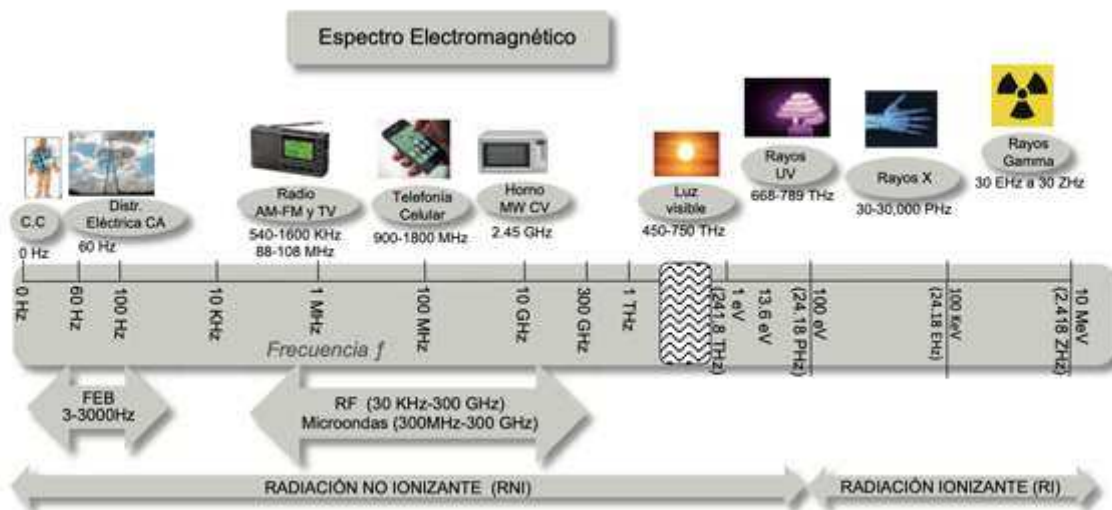 Espectro Electromagnético
C.C
0 Hz
Distr.
Eléctrica CA
60 Hz
Radio
AM-FM y TV
540-1600 KHz
88-108 MHz
Telefonía
Celular
900-1800 MHz
Horno
MW CV
2.45 GHz
Luz
visible
450-750 THz
Rayos
UV
668-789 THz
Rayos X
30-30,000 PHz
Rayos
Gamma
30 EHz a 30 ZHz
0 Hz
60 Hz
100 Hz
10 KHz
1 MHz
100 MHz
10 GHz
300 GHz
1 THz
1 eV
(241.8 THz)
13.6 eV
100 eV
(24.18 PHz)
100 KeV
(24.18 EHz)
10 MeV
(2.418 ZHz)
Frecuencia f
FEB
3-3000Hz
RF (30 KHz-300 GHz)
Microondas (300MHz-300 GHz)
RADIACIÓN NO IONIZANTE (RNI)
RADIACIÓN IONIZANTE (RI)